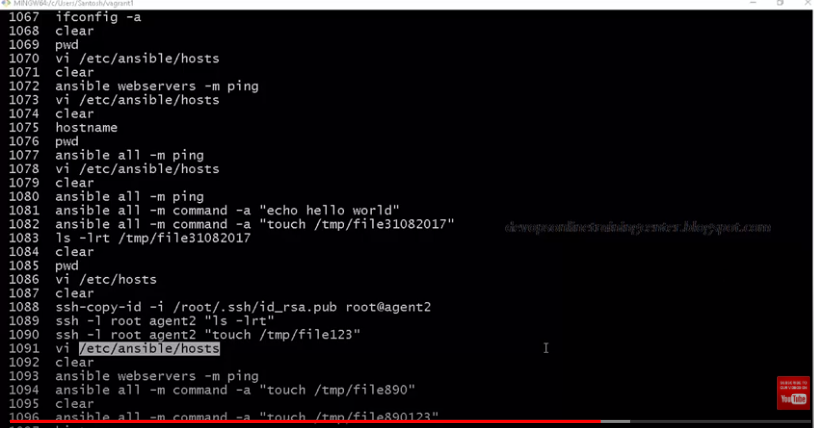 MINGW64:/c/Users/Santosh/vagrant1
1067 ifconfig -a
1068 clear
1069 pwd
1070 vi /etc/ansible/hosts
1071 clear
1072 ansible webservers -m ping
1073 vi /etc/ansible/hosts
1074 clear
1075 hostname
1076 pwd
1077 ansible all -m ping
1078 vi /etc/ansible/hosts
1079 clear
1080 ansible all -m ping
1081 ansible all -m command -a "echo hello world"
1082 ansible all -m command -a "touch /tmp/file31082017"
devopsonlinetrainingcenter.blogspot.com
1083 ls -lrt /tmp/file31082017
1084 clear
1085 pwd
1086 vi /etc/hosts
1087 clear
1088 ssh-copy-id -i /root/.ssh/id_rsa.pub root@agent2
1089 ssh -l root agent2 "ls -lrt"
1090 ssh -l root agent2 "touch /tmp/file123"
1091 vi /etc/ansible/hosts
1092 clear
1093 ansible webservers -m ping
1094 ansible all -m command -a "touch /tmp/file890"
1095 clear
1096 ansible all -m command -a "touch /tmp/file890123"
YouTube